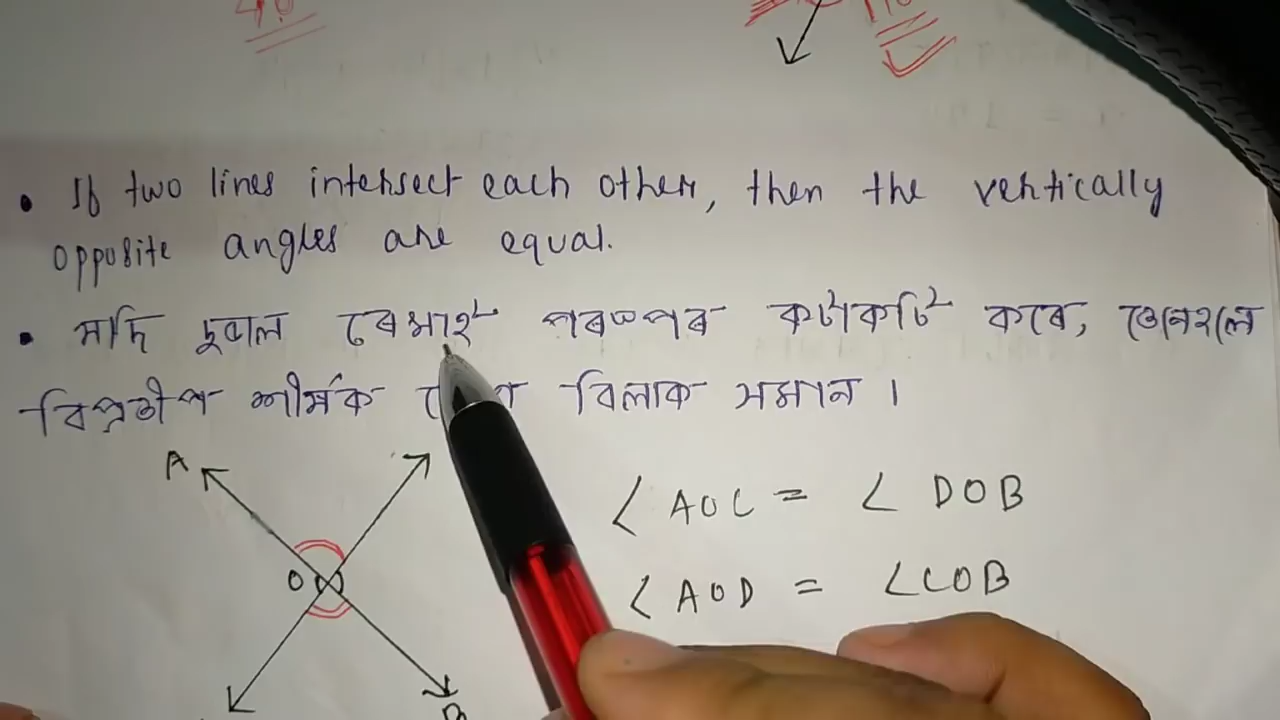 • If two lines intersect each other, then the vertically
opposite angles are equal.
• যদি দুডাল ৰেখাই পৰস্পৰ কটাকটি কৰে, তেনেহলে
বিপ্ৰতীপ শীৰ্ষক বিলাক সমান ।
A
∠ AOC = ∠ DOB
O
∠ AOD = ∠COB
B